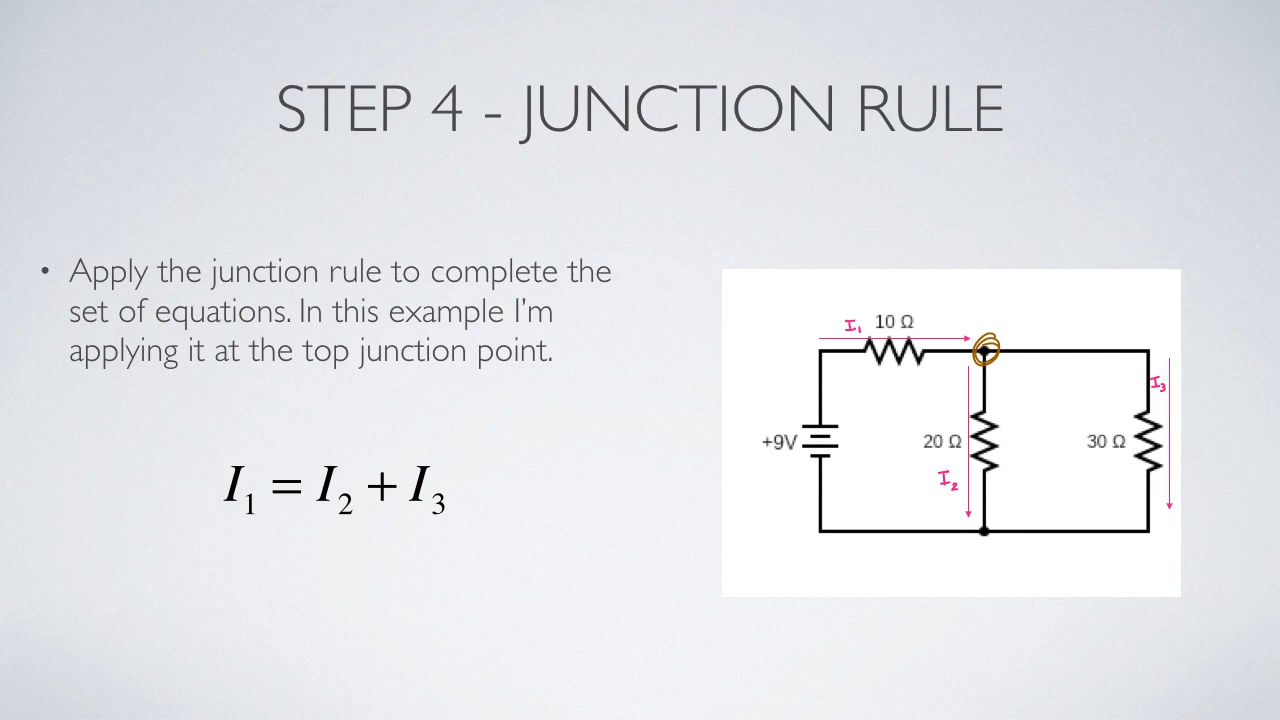 STEP 4 - JUNCTION RULE
• Apply the junction rule to complete the
set of equations. In this example I’m
applying it at the top junction point.
I₁ = I₂ + I₃
I₁ 10 Ω
I₃
+9V
20 Ω
30 Ω
I₂